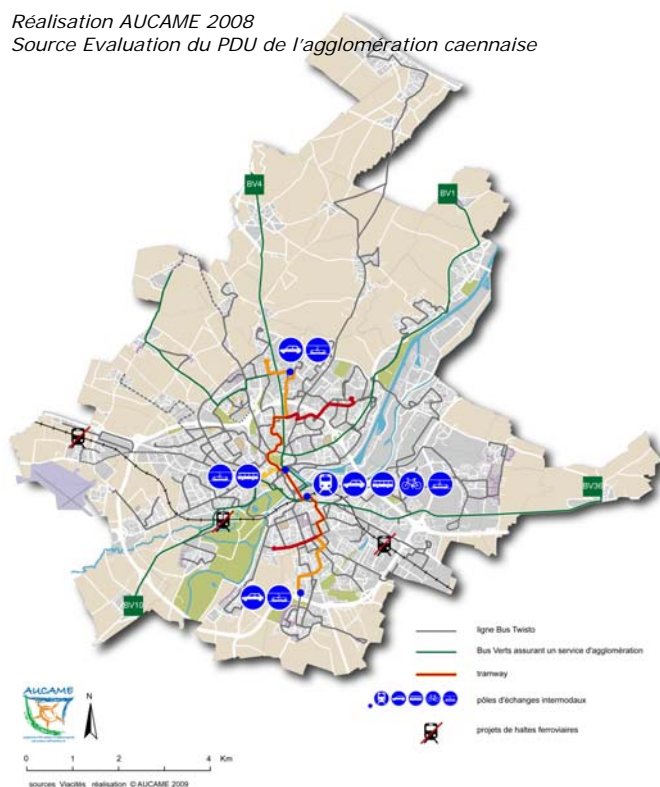 Réalisation AUCAME 2008
Source Evaluation du PDU de l'agglomération caennaise
BV4
BV1
BV36
BV10
ligne Bus Twisto
Bus Verts assurant un service d'agglomération
tramway
pôles d'échanges intermodaux
projets de haltes ferroviaires
AUCAME
N
0 1 2 4 Km
sources Viacités réalisation © AUCAME 2009